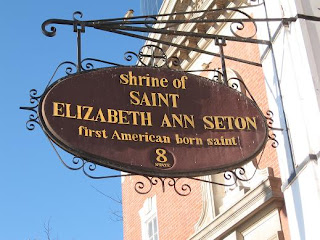 shrine of
SAINT
ELIZABETH ANN SETON
first American born saint
8